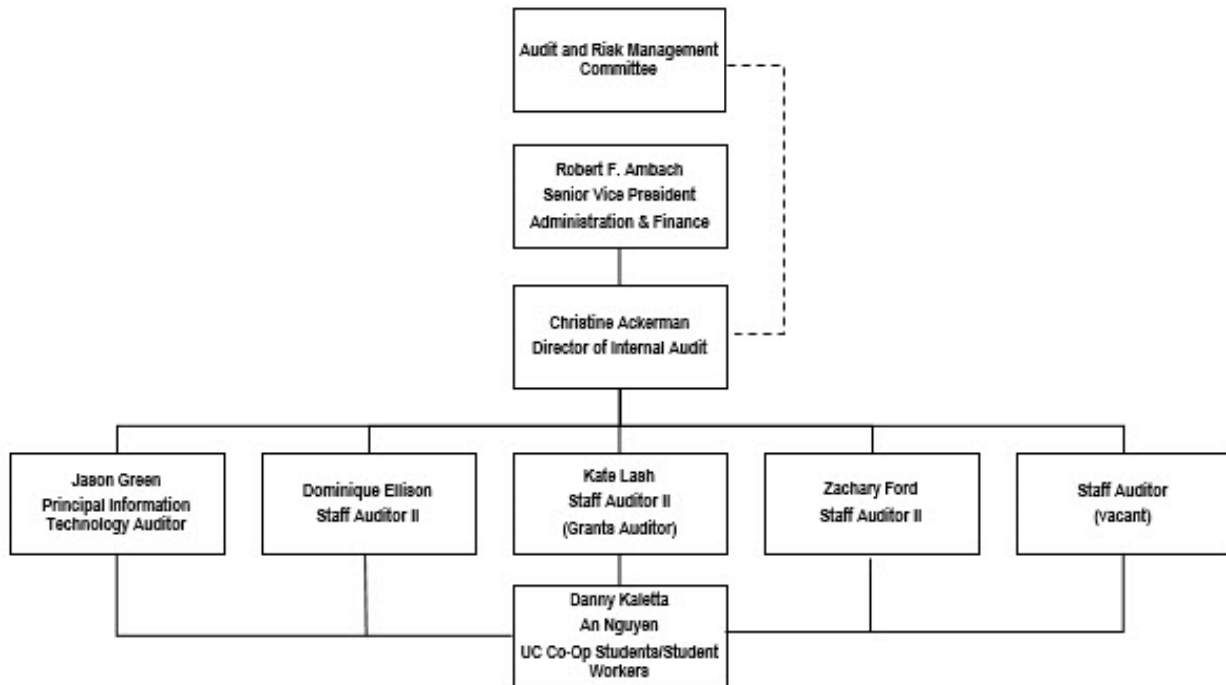 Audit and Risk Management
Committee
Robert F. Ambach
Senior Vice President
Administration & Finance
Christine Ackerman
Director of Internal Audit
Jason Green
Principal Information
Technology Auditor
Dominique Ellison
Staff Auditor II
Kate Lash
Staff Auditor II
(Grants Auditor)
Zachary Ford
Staff Auditor II
Staff Auditor
(vacant)
Danny Kaletta
An Nguyen
UC Co-Op Students/Student
Workers